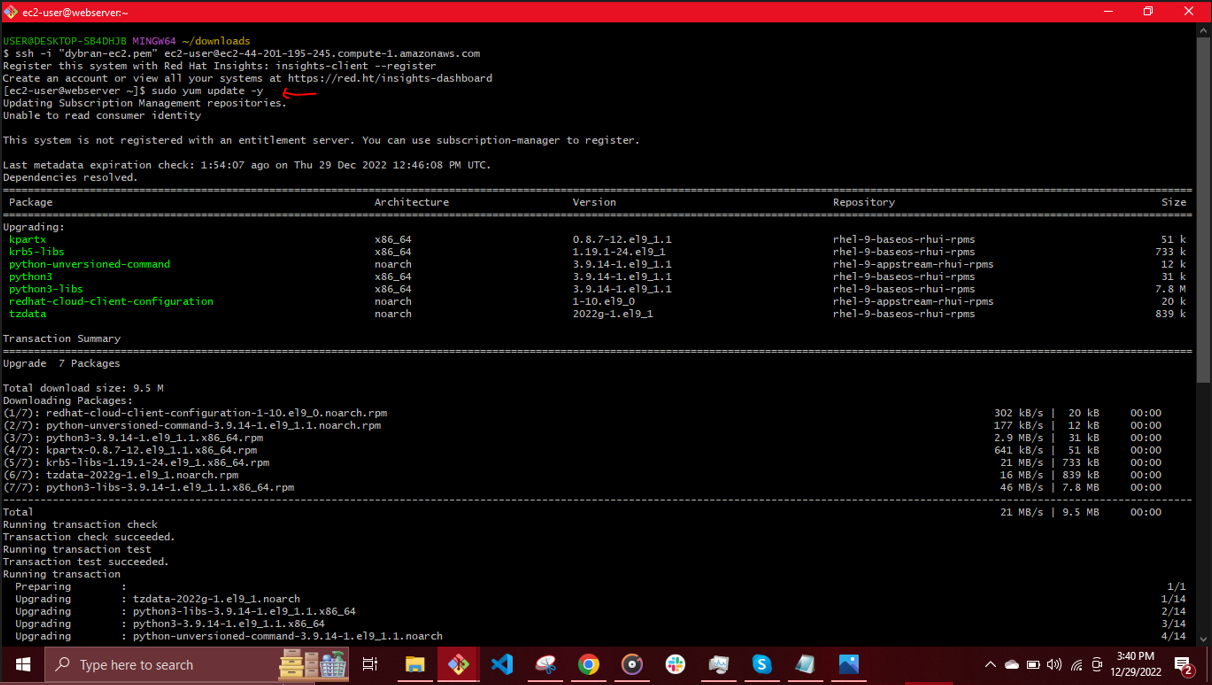 ec2-user@webserver:~
USER@DESKTOP-SB4DHJB MINGW64 ~/downloads
$ ssh -i "dybran-ec2.pem" ec2-user@ec2-44-201-195-245.compute-1.amazonaws.com
Register this system with Red Hat Insights: insights-client --register
Create an account or view all your systems at https://red.ht/insights-dashboard
[ec2-user@webserver ~]$ sudo yum update -y
Updating Subscription Management repositories.
Unable to read consumer identity
This system is not registered with an entitlement server. You can use subscription-manager to register.
Last metadata expiration check: 1:54:07 ago on Thu 29 Dec 2022 12:46:08 PM UTC.
Dependencies resolved.
Package Architecture Version Repository Size
Upgrading:
kpartx x86_64 0.8.7-12.el9_1.1 rhel-9-baseos-rhui-rpms 51 k
krb5-libs x86_64 1.19.1-24.el9_1 rhel-9-baseos-rhui-rpms 733 k
python-unversioned-command noarch 3.9.14-1.el9_1.1 rhel-9-appstream-rhui-rpms 12 k
python3 x86_64 3.9.14-1.el9_1.1 rhel-9-baseos-rhui-rpms 31 k
python3-libs x86_64 3.9.14-1.el9_1.1 rhel-9-baseos-rhui-rpms 7.8 M
redhat-cloud-client-configuration noarch 1-10.el9_0 rhel-9-appstream-rhui-rpms 20 k
tzdata noarch 2022g-1.el9_1 rhel-9-baseos-rhui-rpms 839 k
Transaction Summary
Upgrade 7 Packages
Total download size: 9.5 M
Downloading Packages:
(1/7): redhat-cloud-client-configuration-1-10.el9_0.noarch.rpm 302 kB/s | 20 kB 00:00
(2/7): python-unversioned-command-3.9.14-1.el9_1.1.noarch.rpm 177 kB/s | 12 kB 00:00
(3/7): python3-3.9.14-1.el9_1.1.x86_64.rpm 2.9 MB/s | 31 kB 00:00
(4/7): kpartx-0.8.7-12.el9_1.1.x86_64.rpm 641 kB/s | 51 kB 00:00
(5/7): krb5-libs-1.19.1-24.el9_1.x86_64.rpm 21 MB/s | 733 kB 00:00
(6/7): tzdata-2022g-1.el9_1.noarch.rpm 16 MB/s | 839 kB 00:00
(7/7): python3-libs-3.9.14-1.el9_1.1.x86_64.rpm 46 MB/s | 7.8 MB 00:00
Total 21 MB/s | 9.5 MB 00:00
Running transaction check
Transaction check succeeded.
Running transaction test
Transaction test succeeded.
Running transaction
Preparing : 1/1
Upgrading : tzdata-2022g-1.el9_1.noarch 1/14
Upgrading : python3-libs-3.9.14-1.el9_1.1.x86_64 2/14
Upgrading : python3-3.9.14-1.el9_1.1.x86_64 3/14
Upgrading : python-unversioned-command-3.9.14-1.el9_1.1.noarch 4/14
Type here to search
3:40 PM
12/29/2022
2